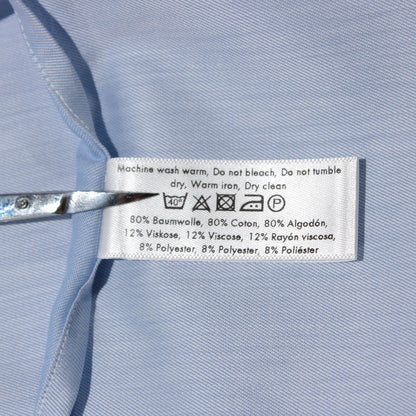 Machine wash warm, Do not bleach, Do not tumble
dry, Warm iron, Dry clean
40° P
80% Baumwolle, 80% Coton, 80% Algodón,
12% Viskose, 12% Viscose, 12% Rayón viscosa,
8% Polyester, 8% Polyester, 8% Poliéster